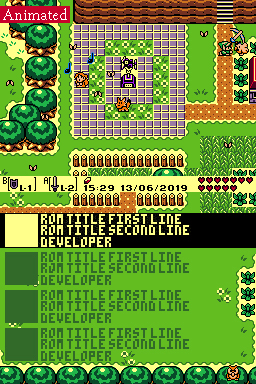 Animated
B L-1 A L-2 15:29 13/06/2019
ROM TITLE FIRST LINE
ROM TITLE SECOND LINE
DEVELOPER
ROM TITLE FIRST LINE
ROM TITLE SECOND LINE
DEVELOPER
ROM TITLE FIRST LINE
ROM TITLE SECOND LINE
DEVELOPER
ROM TITLE FIRST LINE
ROM TITLE SECOND LINE
DEVELOPER